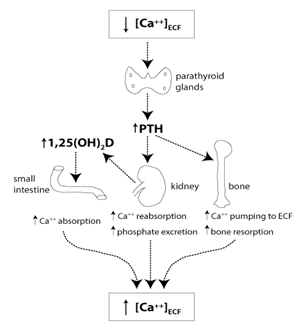 ↓ [Ca⁺⁺]ECF
parathyroid
glands
↑PTH
↑1,25(OH)₂D
small
intestine
kidney
bone
↑Ca⁺⁺ absorption
↑Ca⁺⁺ reabsorption
↑phosphate excretion
↑Ca⁺⁺ pumping to ECF
↑bone resorption
↑ [Ca⁺⁺]ECF